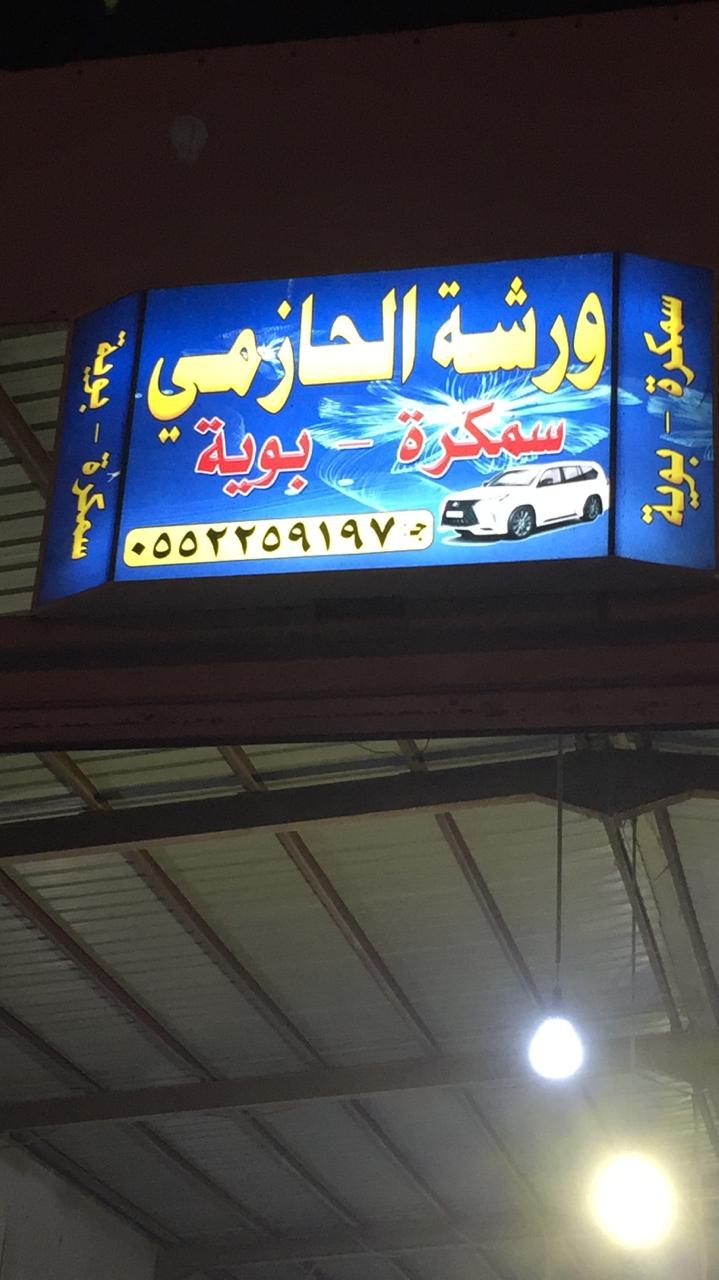 ورشة الحازمي
سمكرة - بوية
ج: ٠٥٥٢٢٥٩١٩٧
سمكرة - بوية
سمكرة - بوية